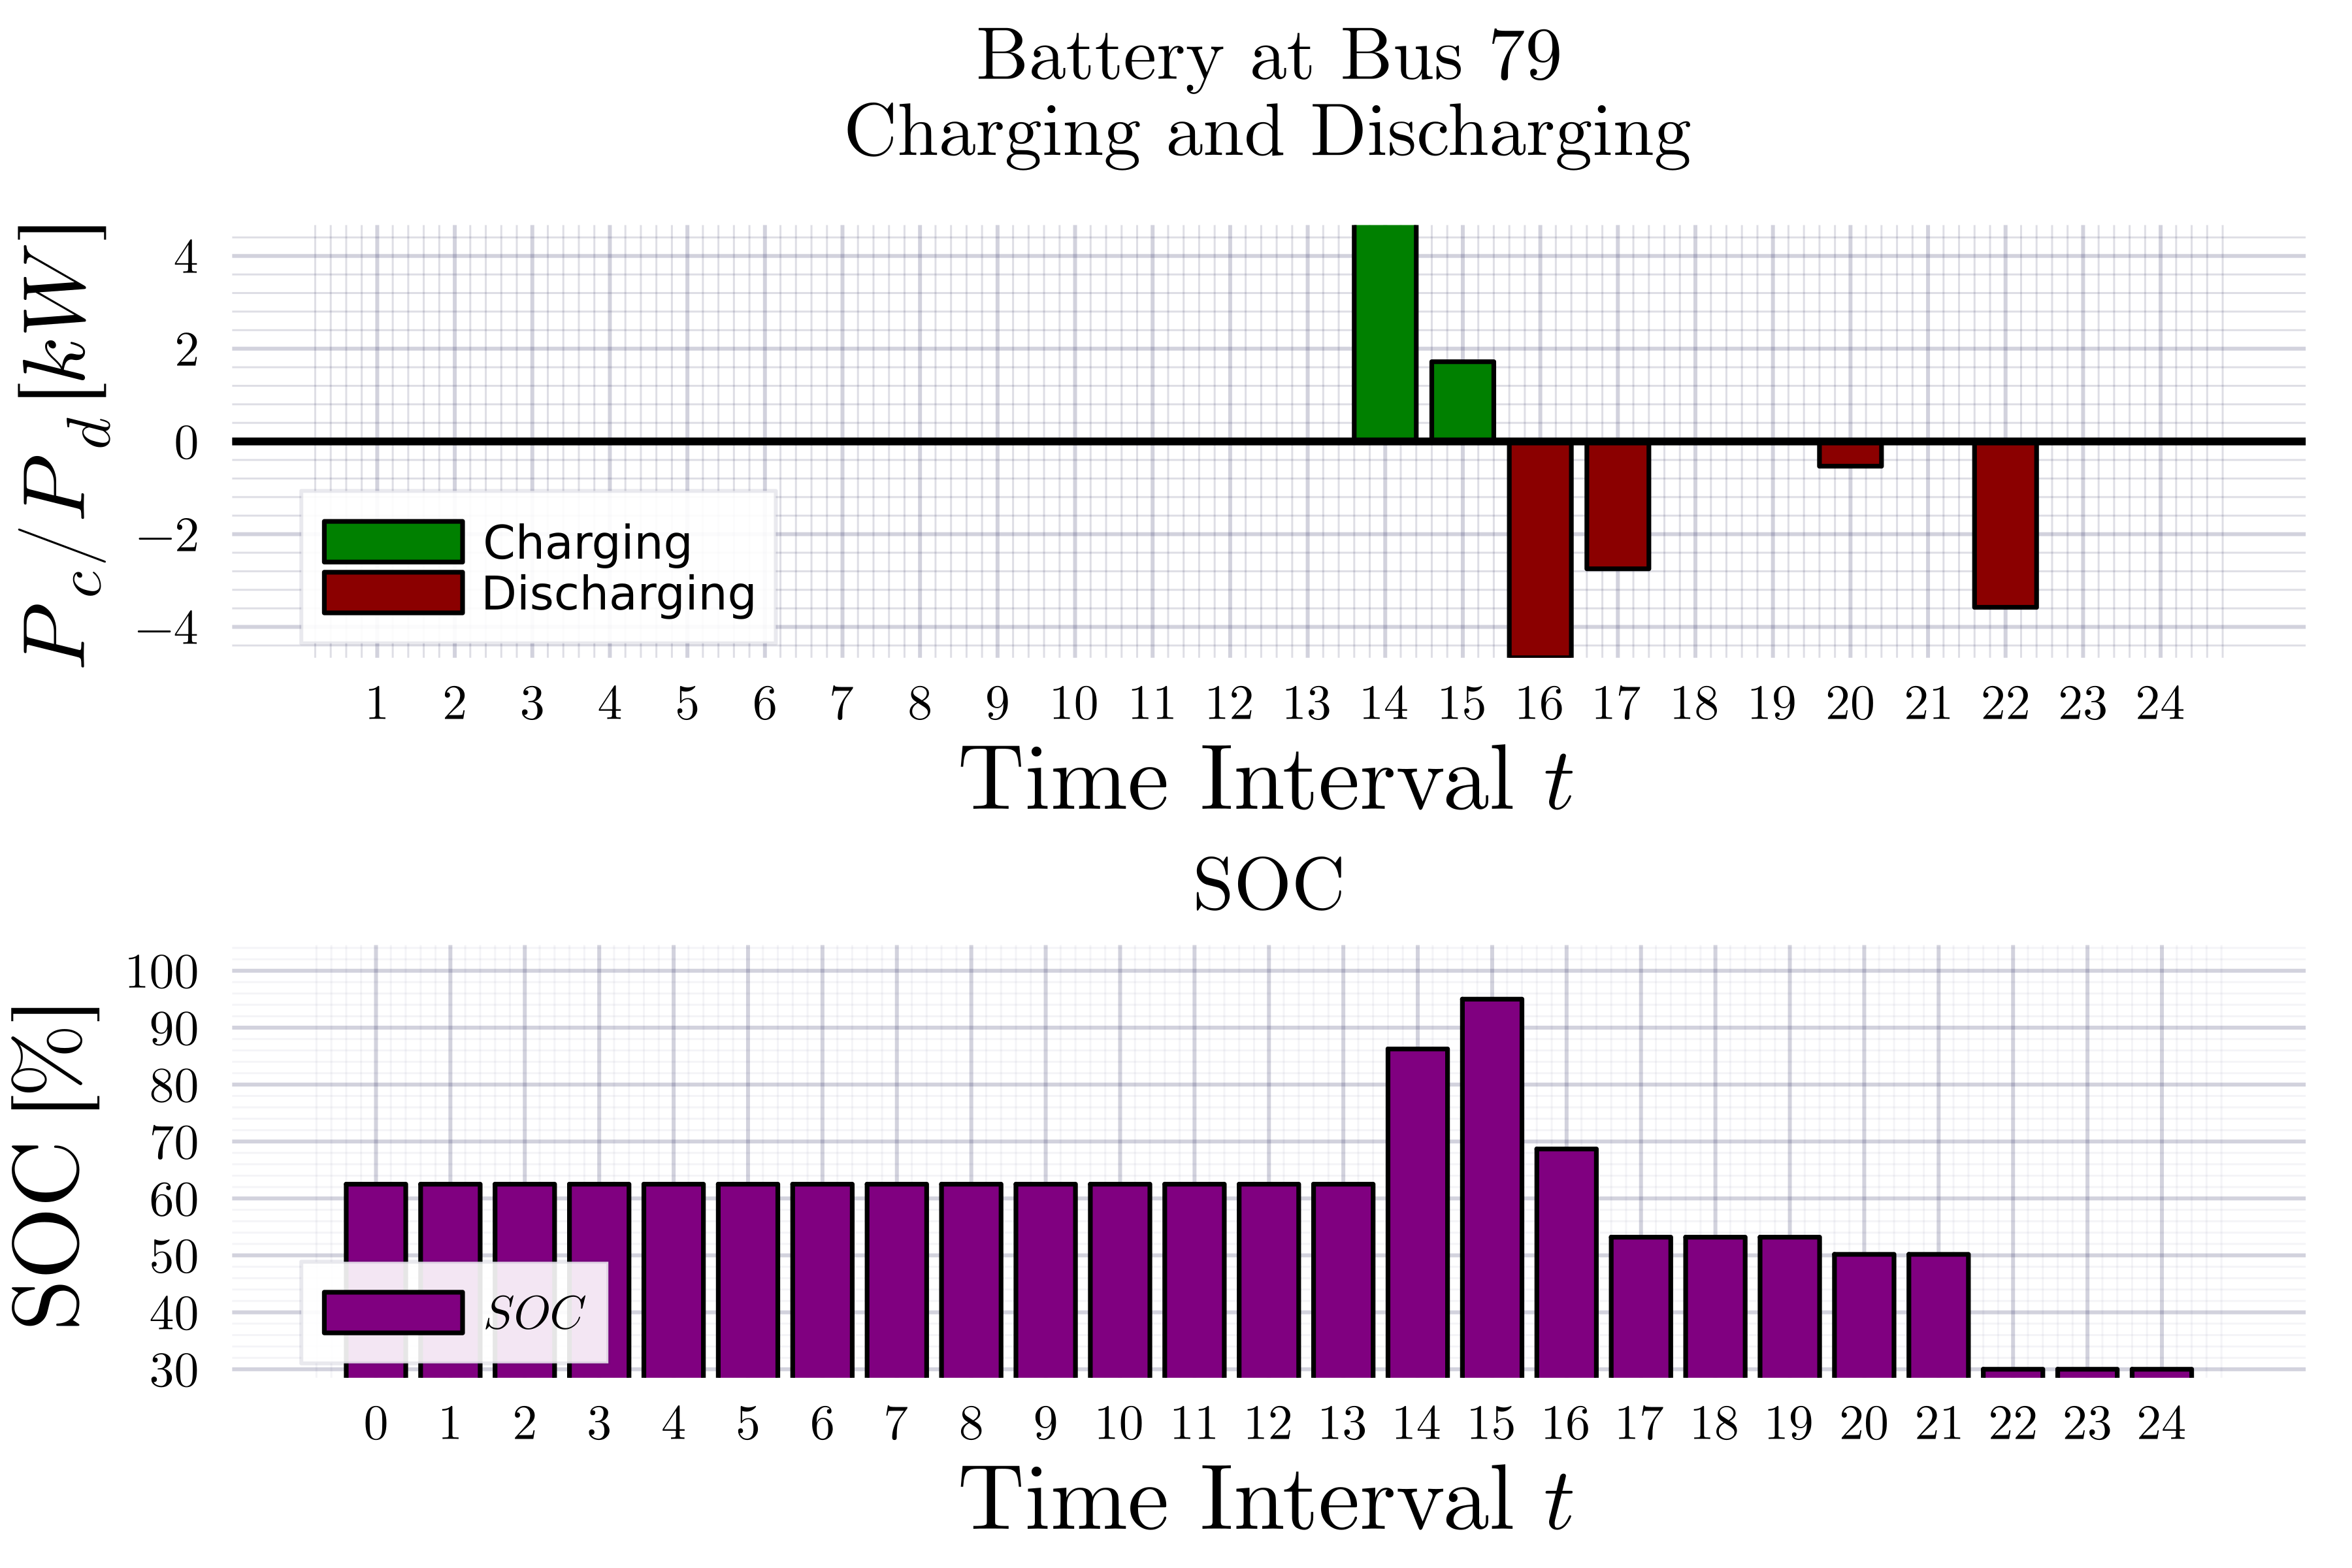 Battery at Bus 79
Charging and Discharging
P_c/P_d [kW]
4
2
0
−2
−4
Charging
Discharging
1 2 3 4 5 6 7 8 9 10 11 12 13 14 15 16 17 18 19 20 21 22 23 24
Time Interval t
SOC
SOC [%]
100
90
80
70
60
50
40
30
SOC
0 1 2 3 4 5 6 7 8 9 10 11 12 13 14 15 16 17 18 19 20 21 22 23 24
Time Interval t